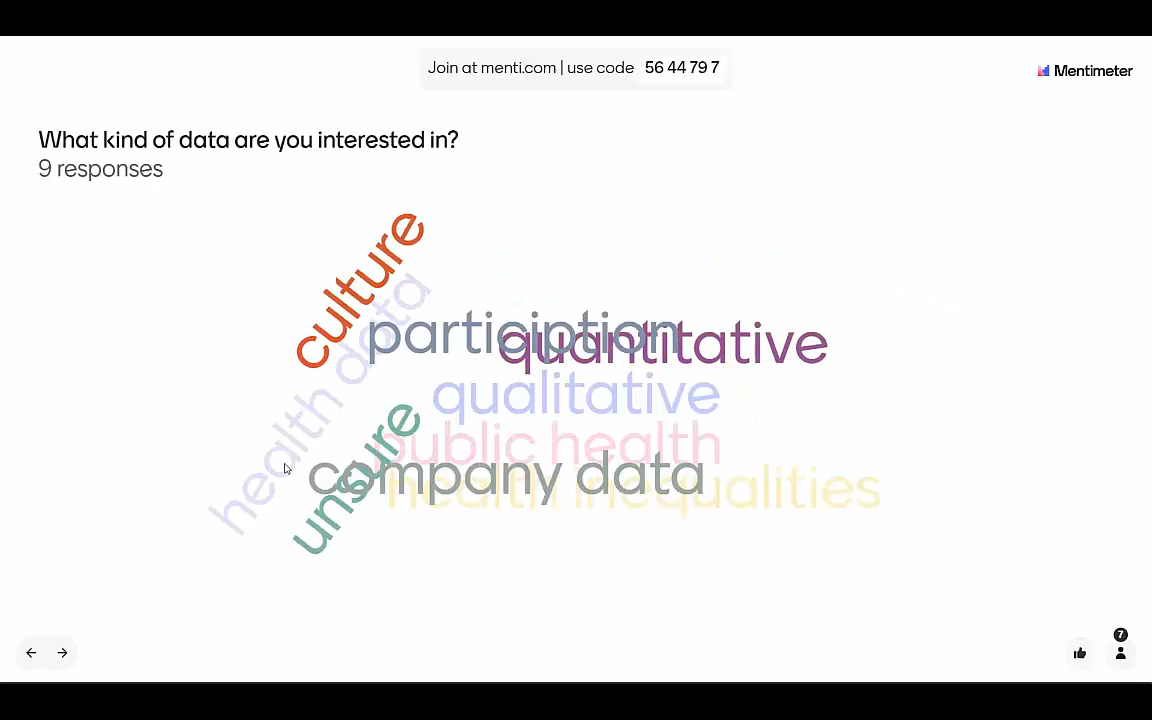 Join at menti.com | use code 56 44 79 7
Mentimeter
What kind of data are you interested in?
9 responses
culture
health data
particiption
quantitative
qualitative
public health
company data
unsure
health inequalities
7